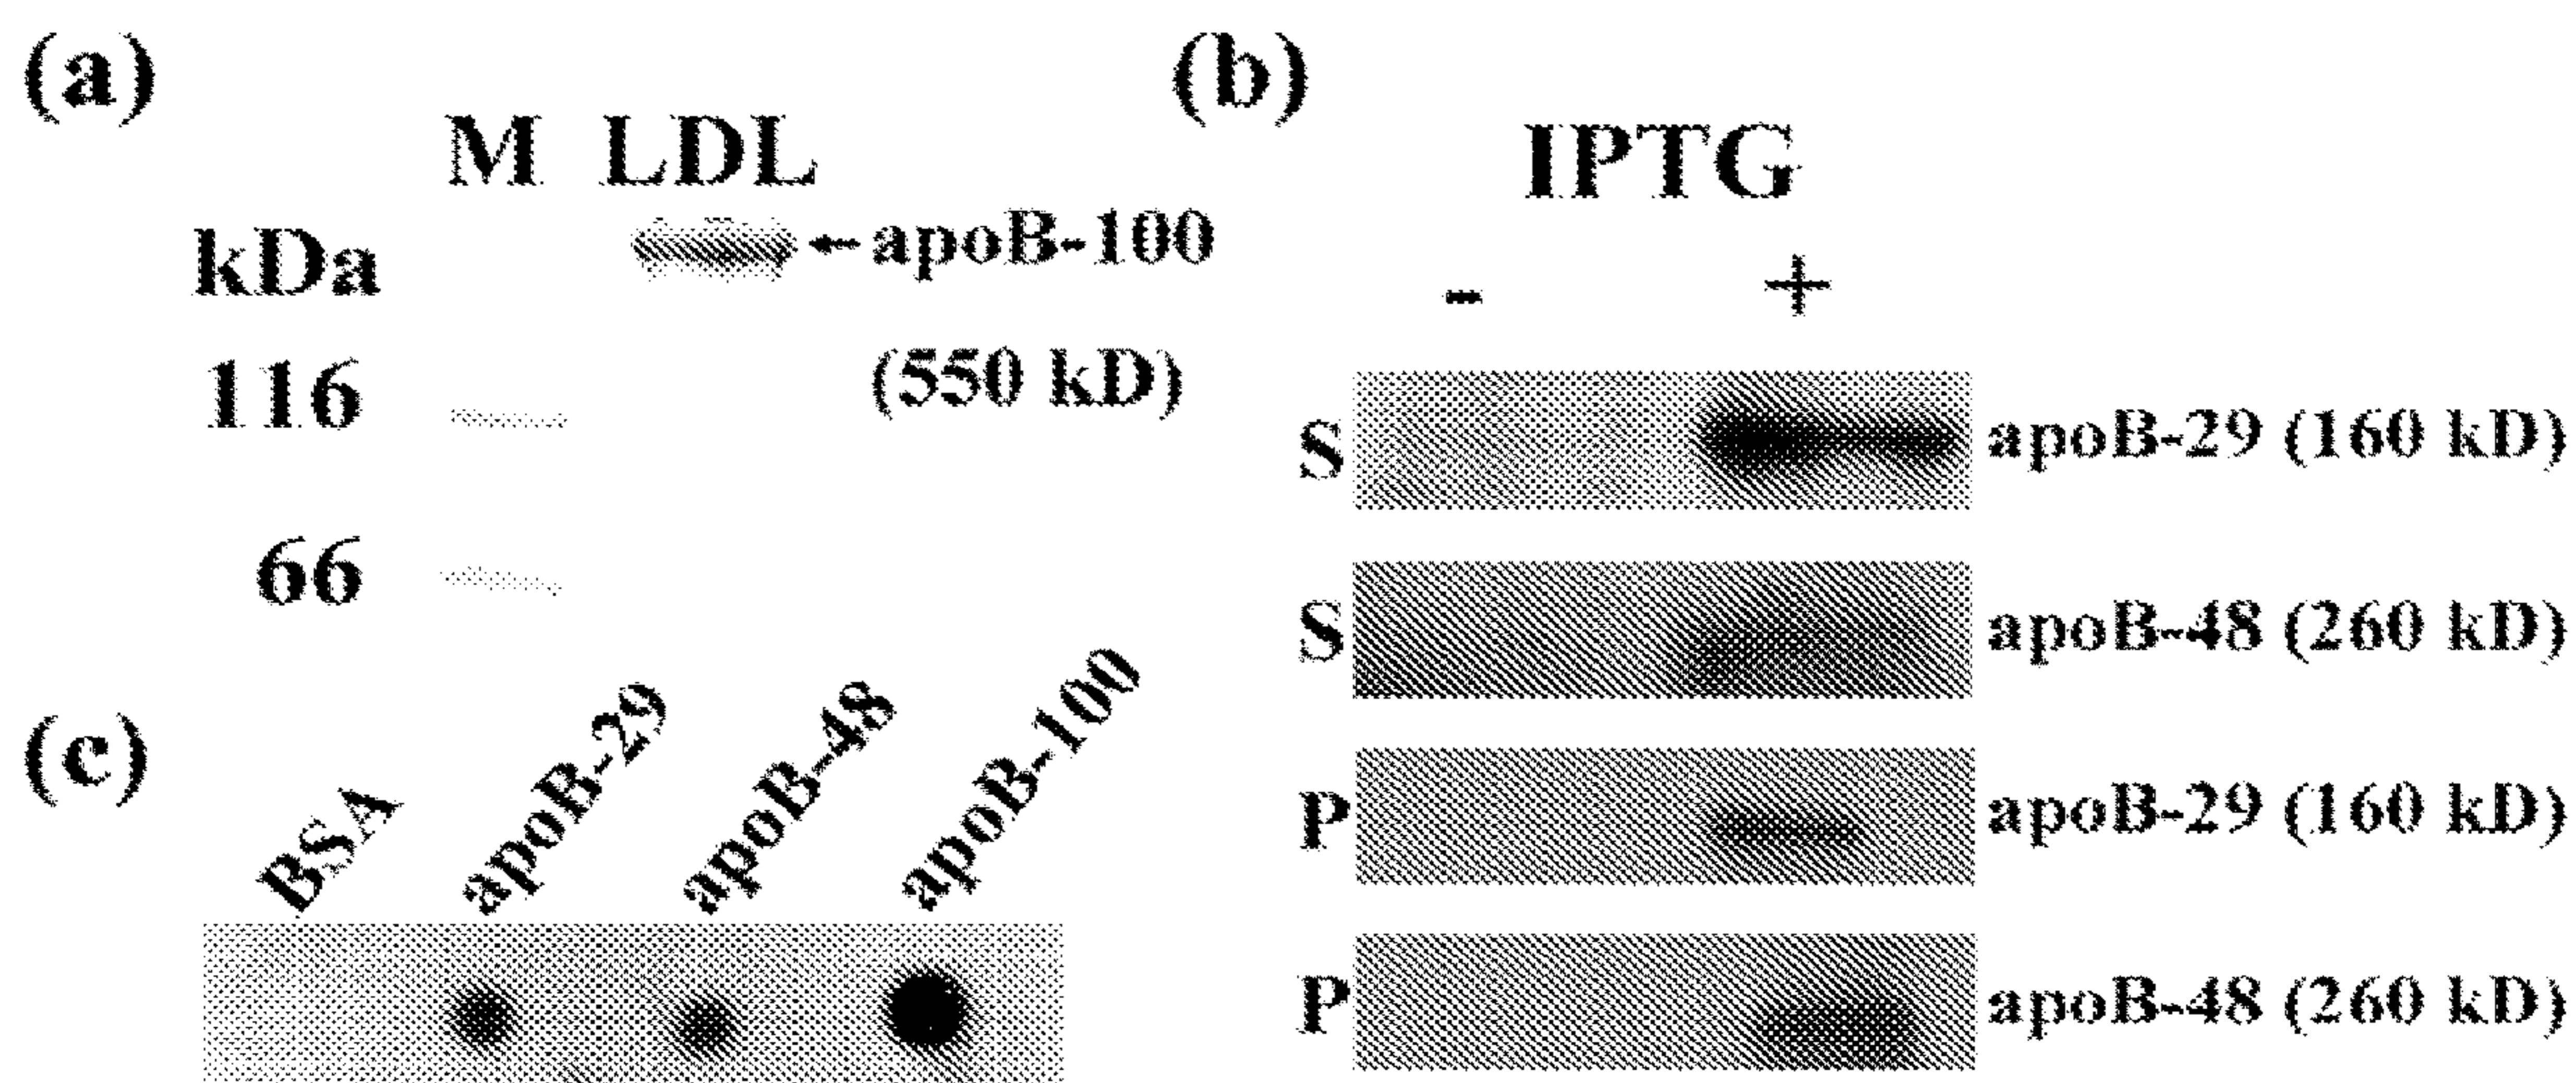 (a)
M LDL
kDa
←apoB-100
(550 kD)
116
66
(b)
IPTG
- +
S apoB-29 (160 kD)
S apoB-48 (260 kD)
P apoB-29 (160 kD)
P apoB-48 (260 kD)
(c)
BSA
apoB-29
apoB-48
apoB-100